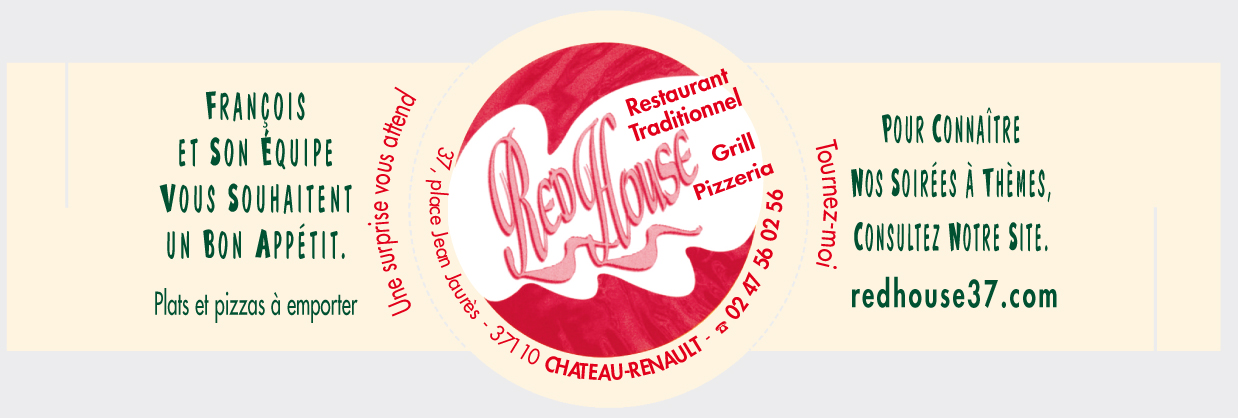 FRANÇOIS
ET SON ÉQUIPE
VOUS SOUHAITENT
UN BON APPÉTIT.
Plats et pizzas à emporter
Une surprise vous attend
RED HOUSE
Restaurant
Traditionnel
Grill
Pizzeria
37, place Jean Jaurès - 37110 CHATEAU-RENAULT - ☎ 02 47 56 02 56
Tournez-moi
POUR CONNAÎTRE
NOS SOIRÉES À THÈMES,
CONSULTEZ NOTRE SITE.
redhouse37.com